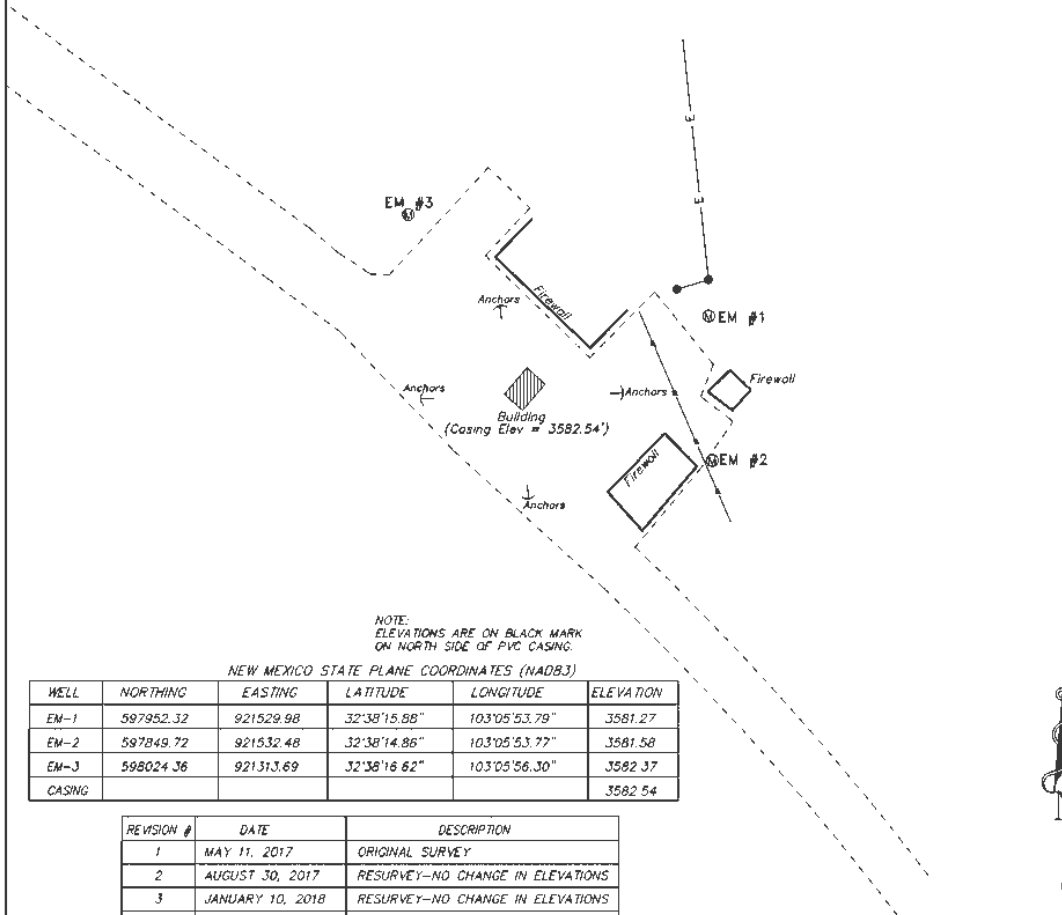 E
EM #3
E
Anchors
Firewall
EM #1
Anchors
Anchors
Firewall
Building
(Casing Elev = 3582.54')
Firewall
EM #2
Anchors
NOTE:
ELEVATIONS ARE ON BLACK MARK
ON NORTH SIDE OF PVC CASING.
NEW MEXICO STATE PLANE COORDINATES (NAD83)
WELL NORTHING EASTING LATITUDE LONGITUDE ELEVATION
EM-1 597952.32 921529.98 32°38'15.88" 103°05'53.79" 3581.27
EM-2 597849.72 921532.48 32°38'14.86" 103°05'53.77" 3581.58
EM-3 598024.36 921313.69 32°38'16.62" 103°05'56.30" 3582.37
CASING 3582.54
REVISION # DATE DESCRIPTION
1 MAY 11, 2017 ORIGINAL SURVEY
2 AUGUST 30, 2017 RESURVEY-NO CHANGE IN ELEVATIONS
3 JANUARY 10, 2018 RESURVEY-NO CHANGE IN ELEVATIONS